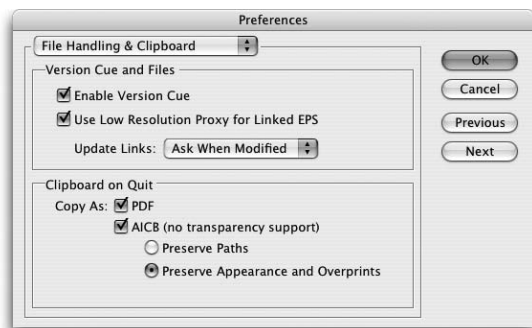 Preferences
File Handling & Clipboard
OK
Version Cue and Files
Cancel
Enable Version Cue
Use Low Resolution Proxy for Linked EPS
Previous
Update Links: Ask When Modified
Next
Clipboard on Quit
Copy As: PDF
AICB (no transparency support)
Preserve Paths
Preserve Appearance and Overprints